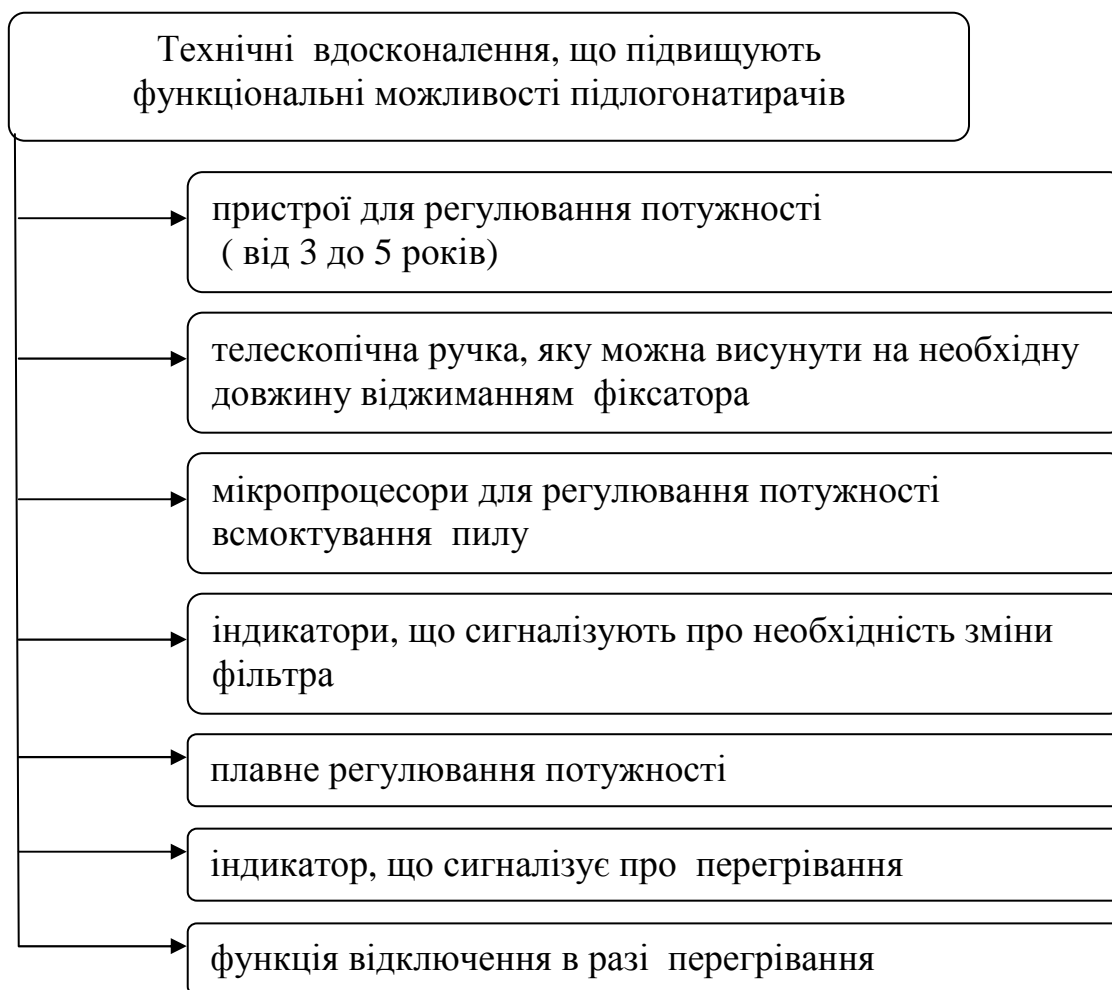 Технічні вдосконалення, що підвищують
функціональні можливості підлогонатирачів
пристрої для регулювання потужності
( від 3 до 5 років)
телескопічна ручка, яку можна висунути на необхідну
довжину віджиманням фіксатора
мікропроцесори для регулювання потужності
всмоктування пилу
індикатори, що сигналізують про необхідність зміни
фільтра
плавне регулювання потужності
індикатор, що сигналізує про перегрівання
функція відключення в разі перегрівання